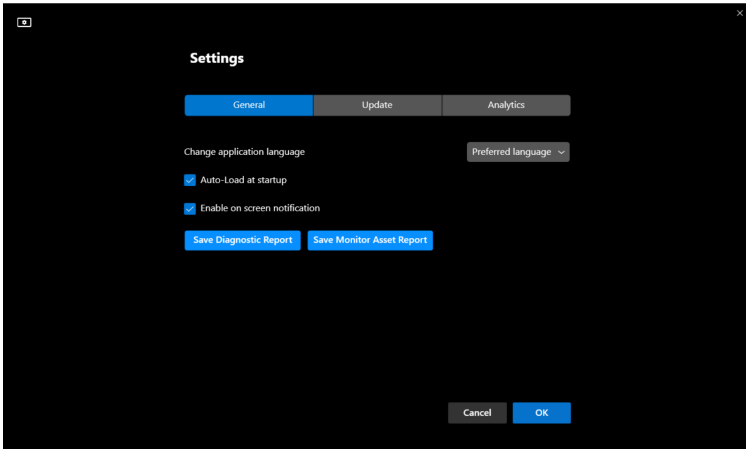 Settings
General Update Analytics
Change application language Preferred language
Auto-Load at startup
Enable on screen notification
Save Diagnostic Report Save Monitor Asset Report
Cancel OK